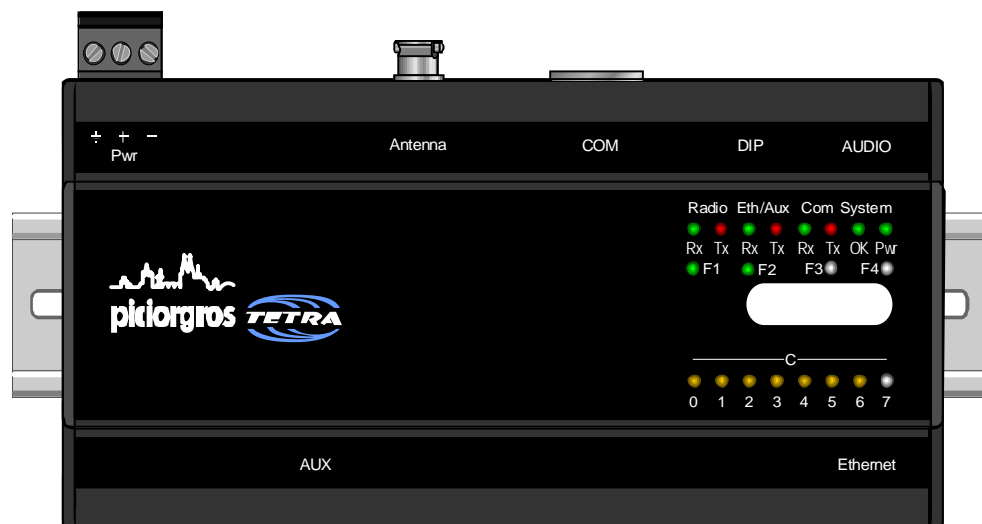 ÷ + −
Pwr
Antenna
COM
DIP
AUDIO
Radio Eth/Aux Com System
Rx Tx Rx Tx Rx Tx OK Pwr
F1 F2 F3 F4
piciorgros TETRA
C
0 1 2 3 4 5 6 7
AUX
Ethernet